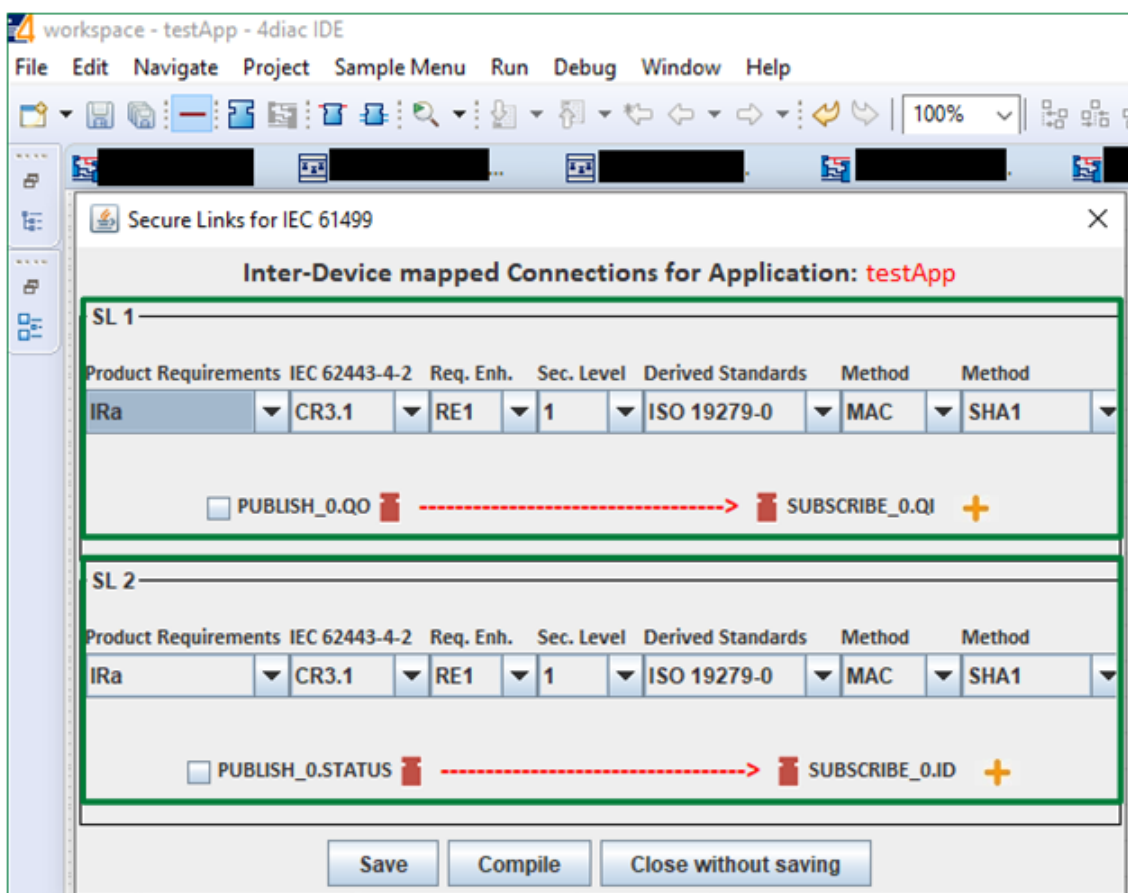 workspace - testApp - 4diac IDE
File Edit Navigate Project Sample Menu Run Debug Window Help
100%
... . .
Secure Links for IEC 61499
Inter-Device mapped Connections for Application: testApp
SL 1
Product Requirements IEC 62443-4-2 Req. Enh. Sec. Level Derived Standards Method Method
IRa CR3.1 RE1 1 ISO 19279-0 MAC SHA1
PUBLISH_0.QO ----------------------------------> SUBSCRIBE_0.QI +
SL 2
Product Requirements IEC 62443-4-2 Req. Enh. Sec. Level Derived Standards Method Method
IRa CR3.1 RE1 1 ISO 19279-0 MAC SHA1
PUBLISH_0.STATUS ----------------------------------> SUBSCRIBE_0.ID +
Save Compile Close without saving